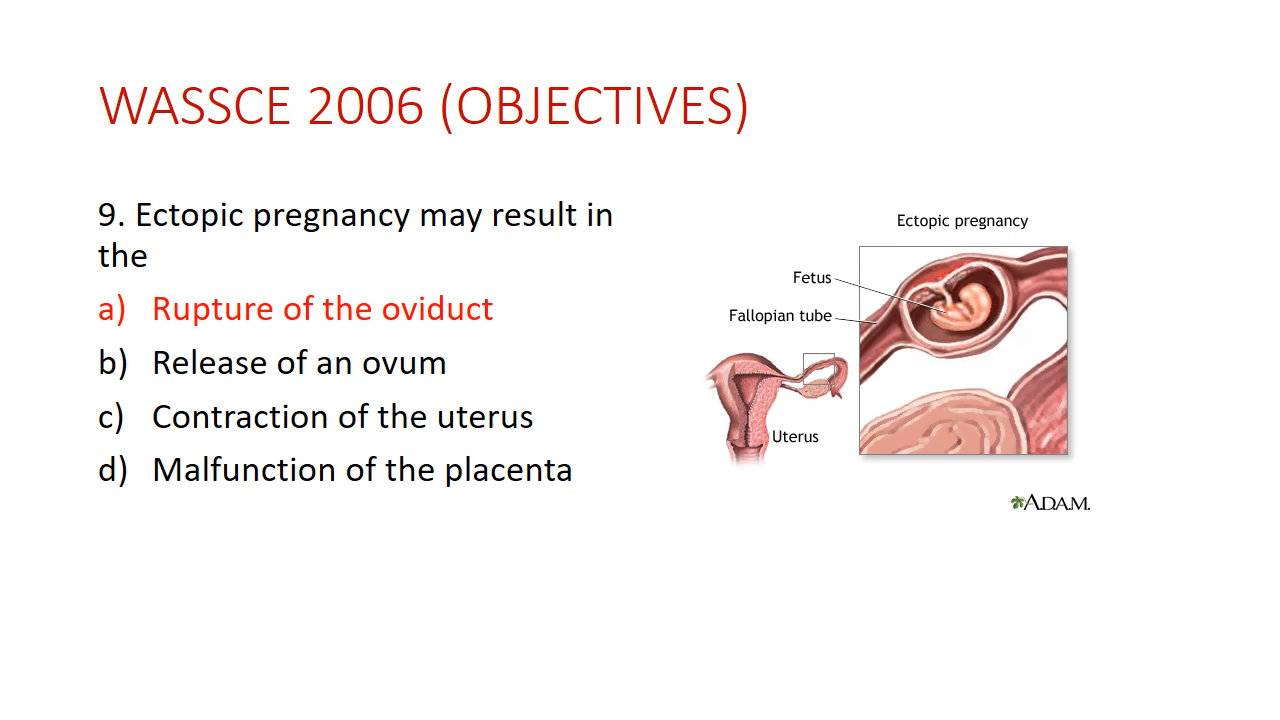 WASSCE 2006 (OBJECTIVES)
9. Ectopic pregnancy may result in
the
a) Rupture of the oviduct
b) Release of an ovum
c) Contraction of the uterus
d) Malfunction of the placenta
Ectopic pregnancy
Fetus
Fallopian tube
Uterus
A.D.A.M.